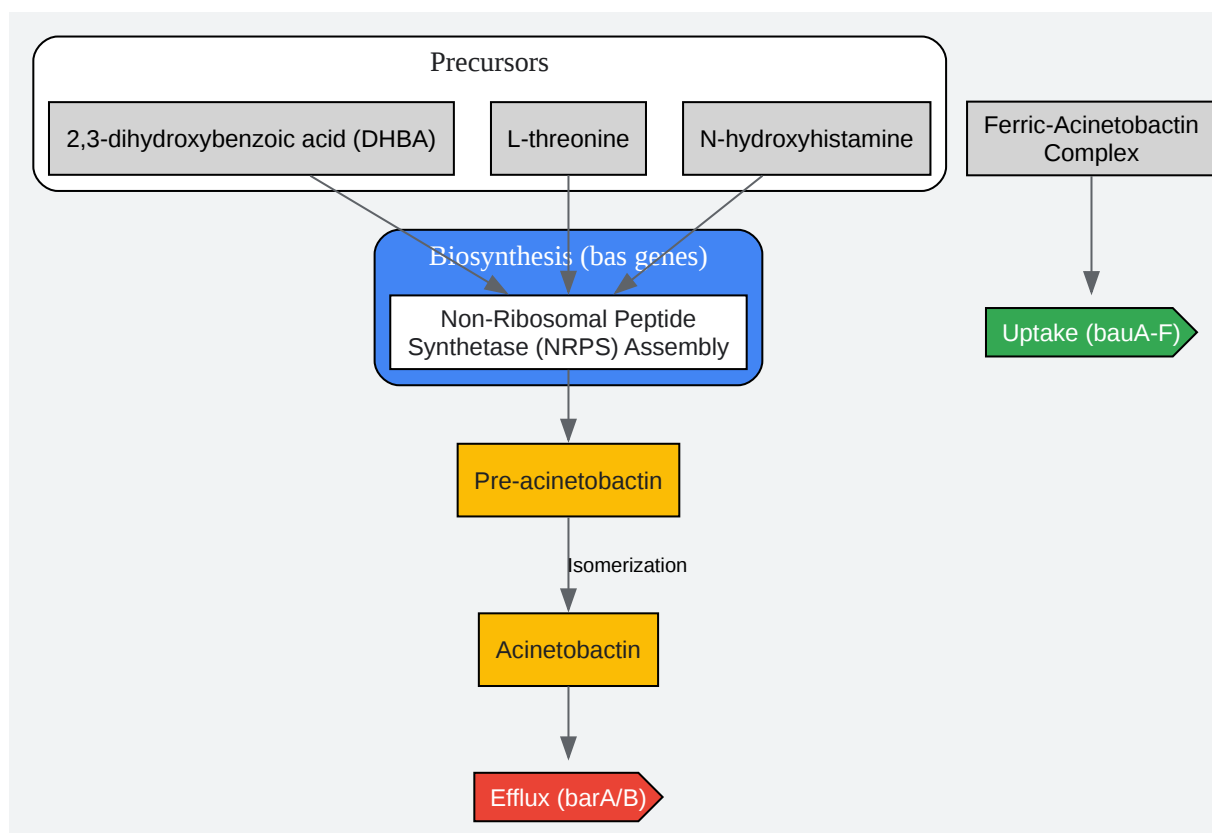 Precursors
2,3-dihydroxybenzoic acid (DHBA)
L-threonine
N-hydroxyhistamine
Ferric-Acinetobactin
Complex
Biosynthesis (bas genes)
Non-Ribosomal Peptide
Synthetase (NRPS) Assembly
Uptake (bauA-F)
Pre-acinetobactin
Isomerization
Acinetobactin
Efflux (barA/B)